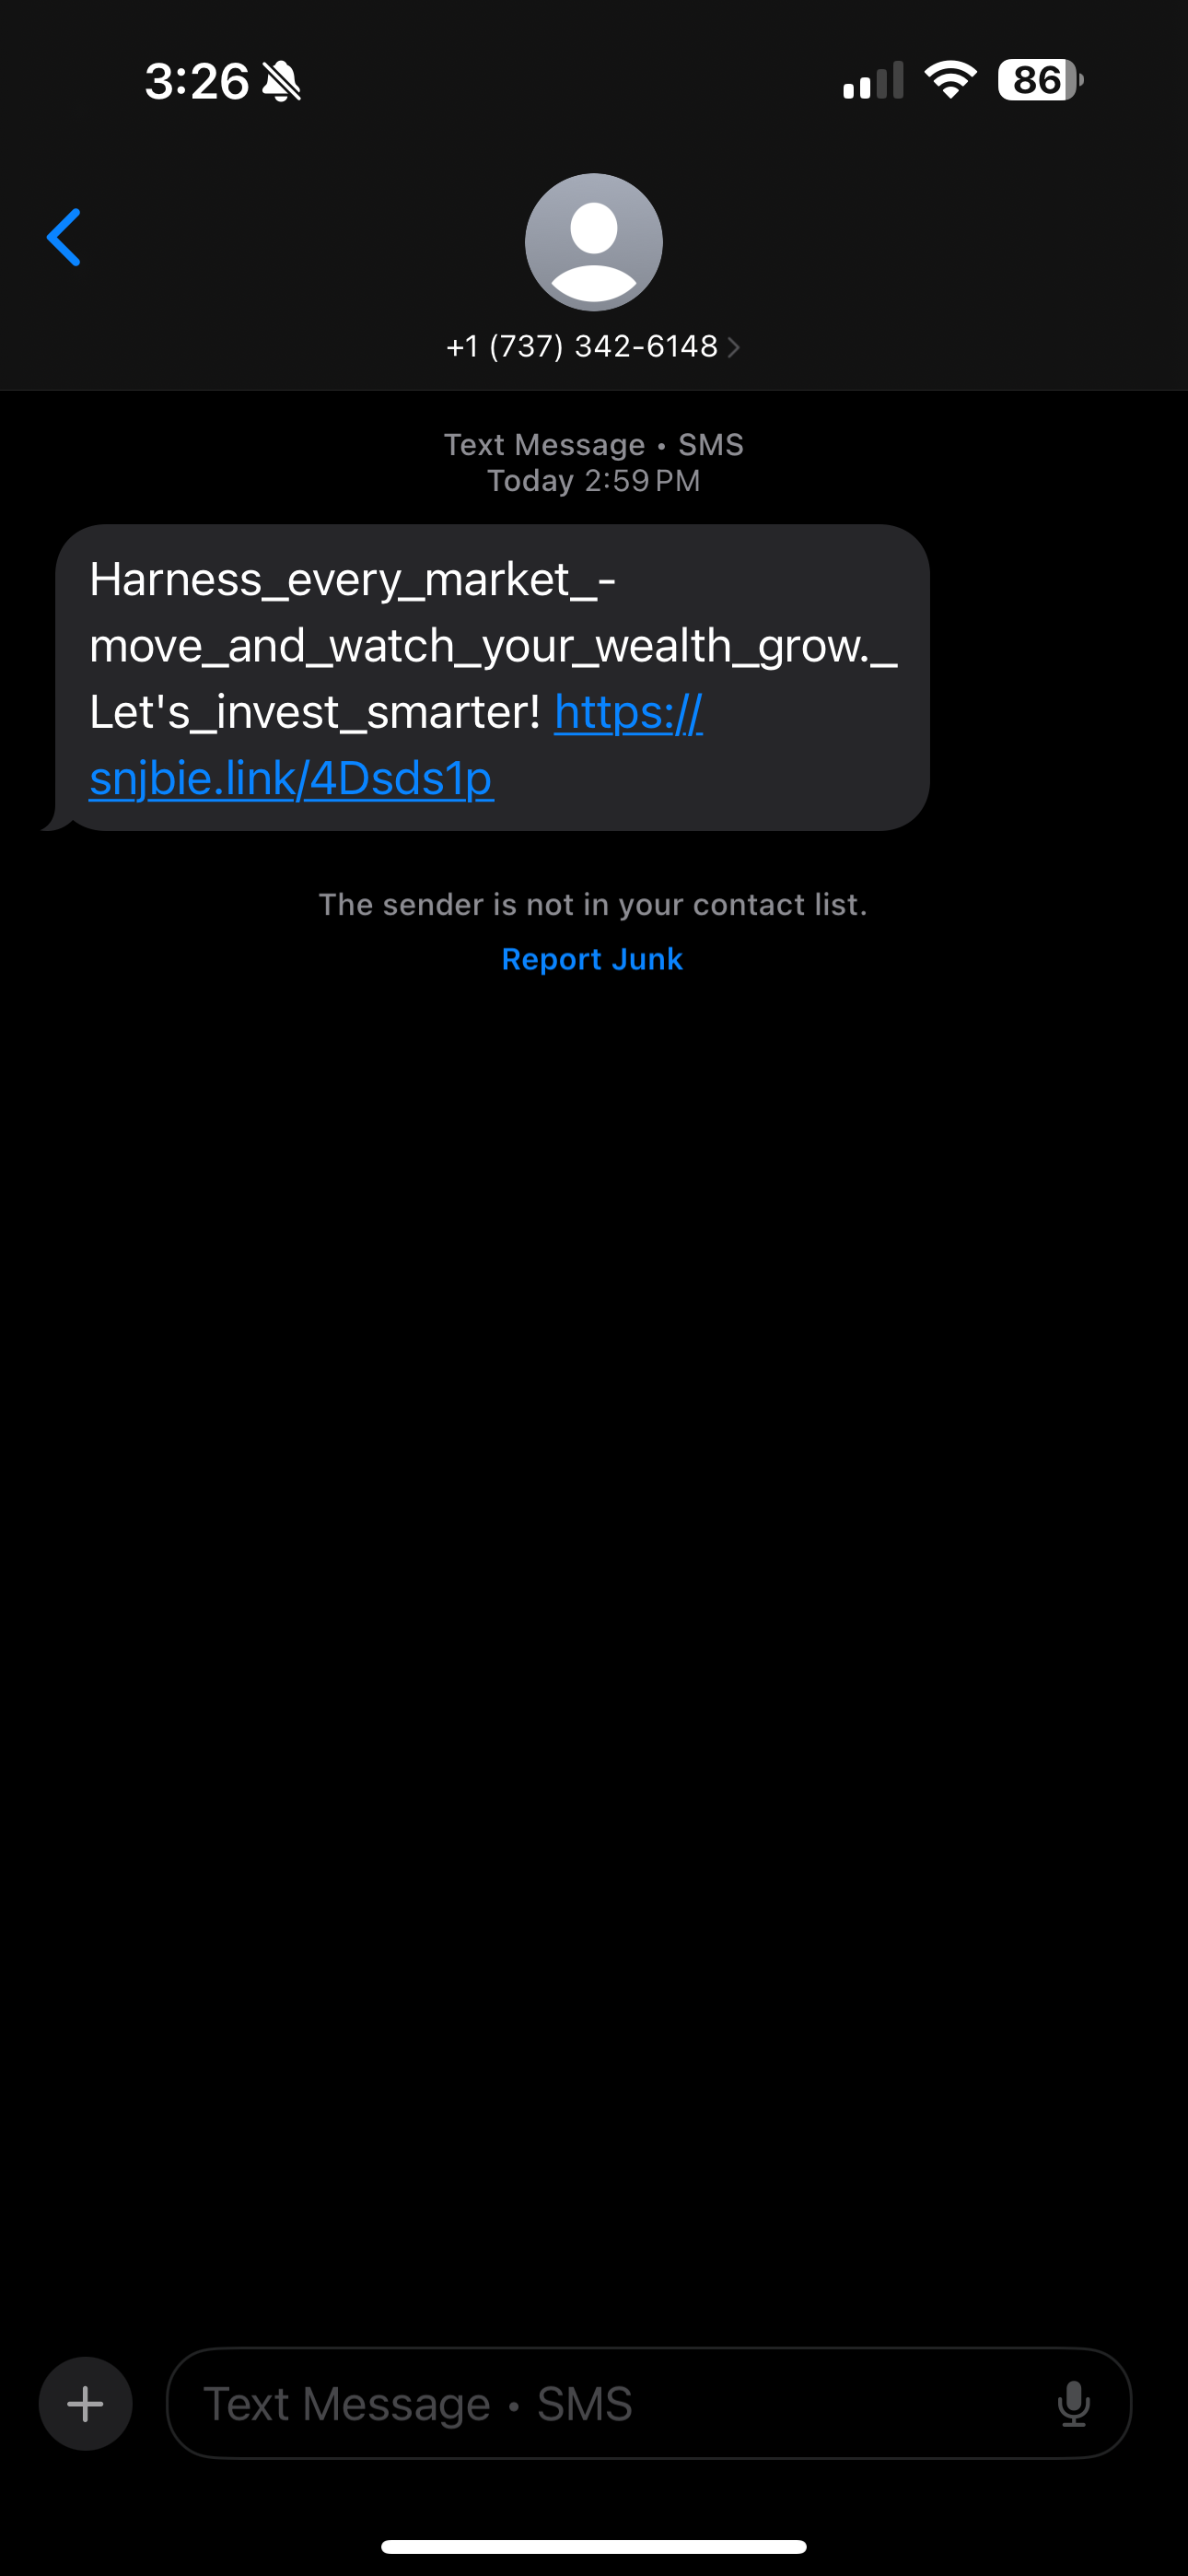 3:26
86
+1 (737) 342-6148
Text Message • SMS
Today 2:59 PM
Harness_every_market_-
move_and_watch_your_wealth_grow._
Let's_invest_smarter! https://
snjbie.link/4Dsds1p
The sender is not in your contact list.
Report Junk
Text Message • SMS